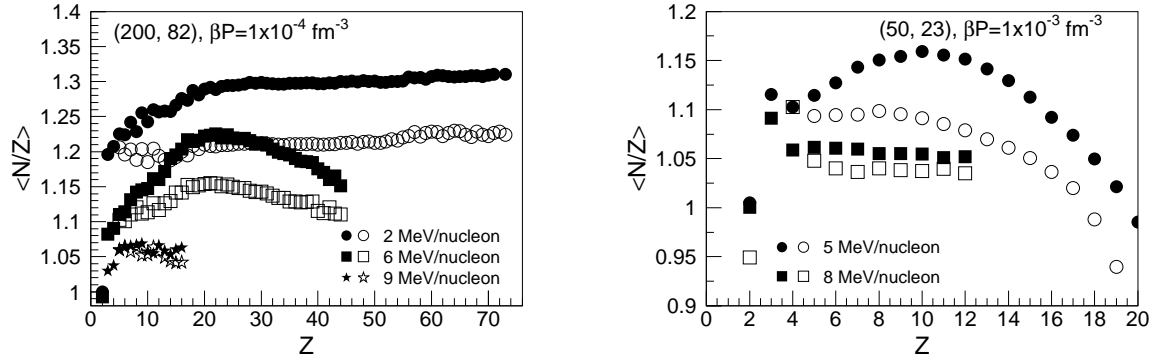 (200, 82), βP=1x10⁻⁴ fm⁻³
<N/Z>
1.4
1.35
1.3
1.25
1.2
1.15
1.1
1.05
1
2 MeV/nucleon
6 MeV/nucleon
9 MeV/nucleon
0 10 20 30 40 50 60 70
Z
(50, 23), βP=1x10⁻³ fm⁻³
<N/Z>
1.2
1.15
1.1
1.05
1
0.95
0.9
5 MeV/nucleon
8 MeV/nucleon
0 2 4 6 8 10 12 14 16 18 20
Z